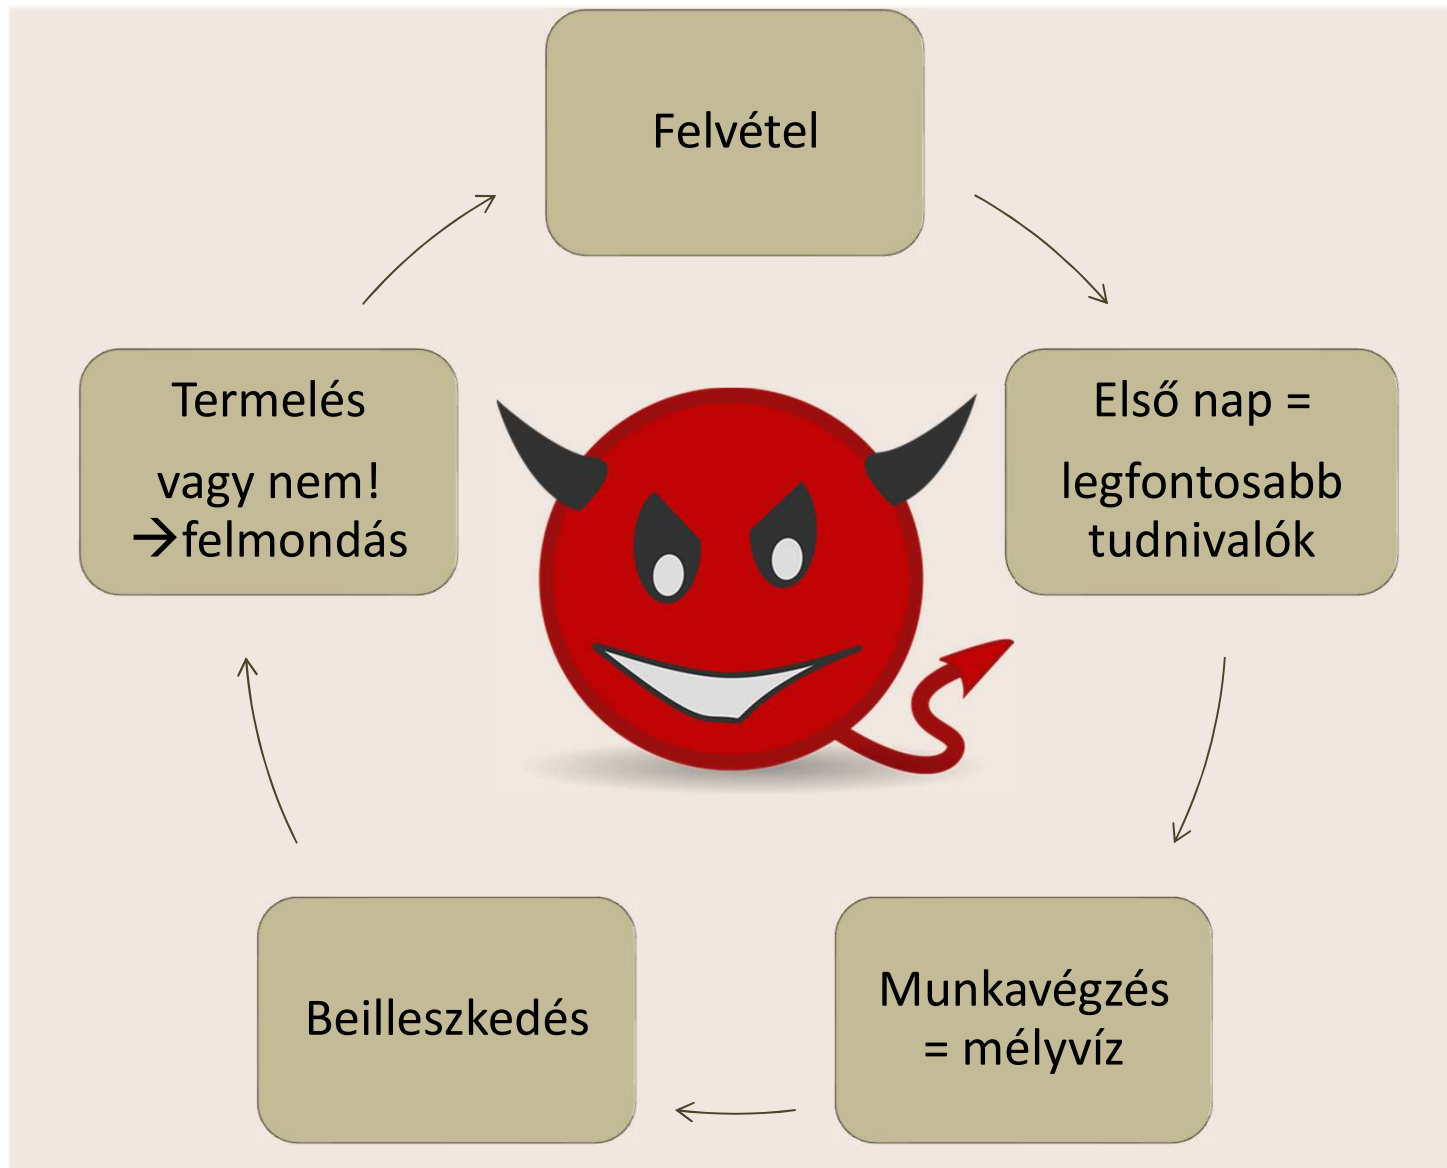 Felvétel
Első nap =
legfontosabb
tudnivalók
Munkavégzés
= mélyvíz
Beilleszkedés
Termelés
vagy nem!
→felmondás